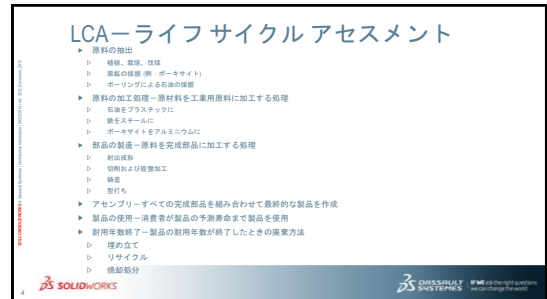 LCA－ライフ サイクル アセスメント
原料の抽出
植樹、栽培、伐採
原鉱の採掘 (例：ボーキサイト)
ボーリングによる石油の採掘
原料の加工処理－原材料を工業用原料に加工する処理
石油をプラスチックに
鉄をスチールに
ボーキサイトをアルミニウムに
部品の製造－原料を完成部品に加工する処理
射出成形
切削および旋盤加工
鋳造
型打ち
アセンブリ－すべての完成部品を組み合わせて最終的な製品を作成
製品の使用－消費者が製品の予測寿命まで製品を使用
耐用年数終了－製品の耐用年数が終了したときの廃棄方法
埋め立て
リサイクル
焼却処分
4
SOLIDWORKS
DASSAULT SYSTEMES
IF WE ask the right questions
we can change the world